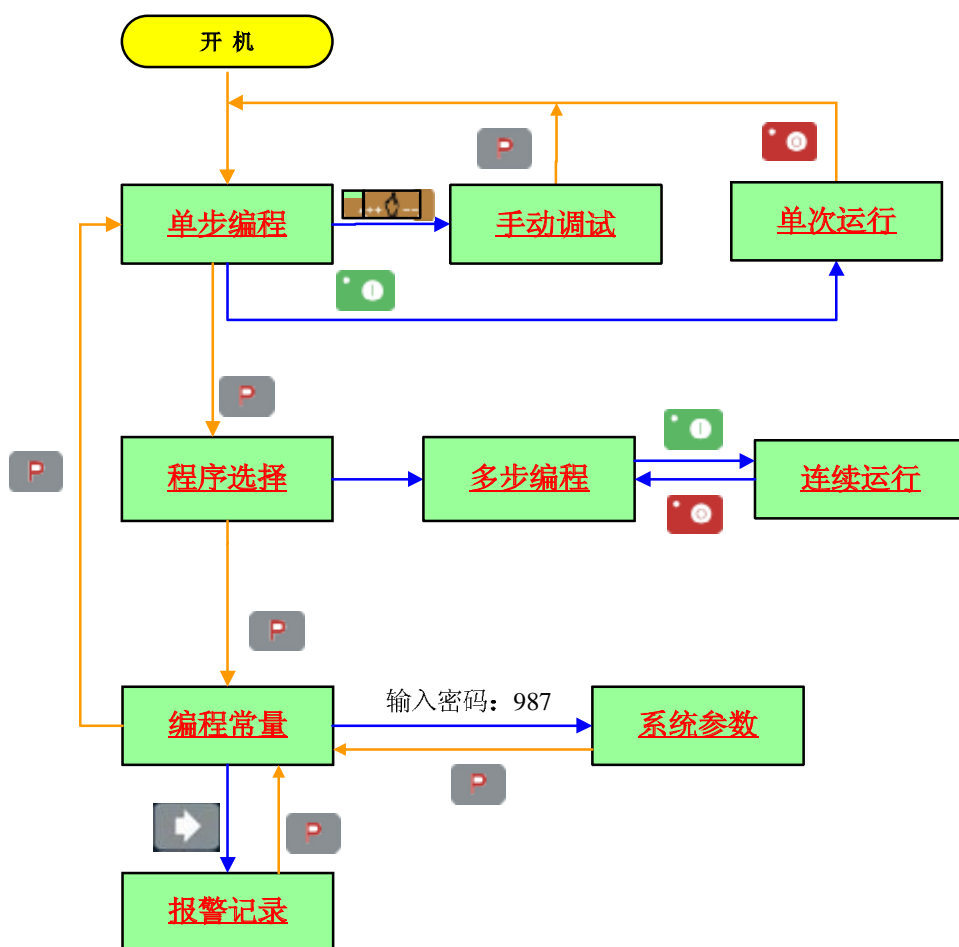 开 机
P
单步编程
++ --
手动调试
单次运行
P
程序选择
多步编程
连续运行
P
P
编程常量
输入密码：987
系统参数
P
P
报警记录